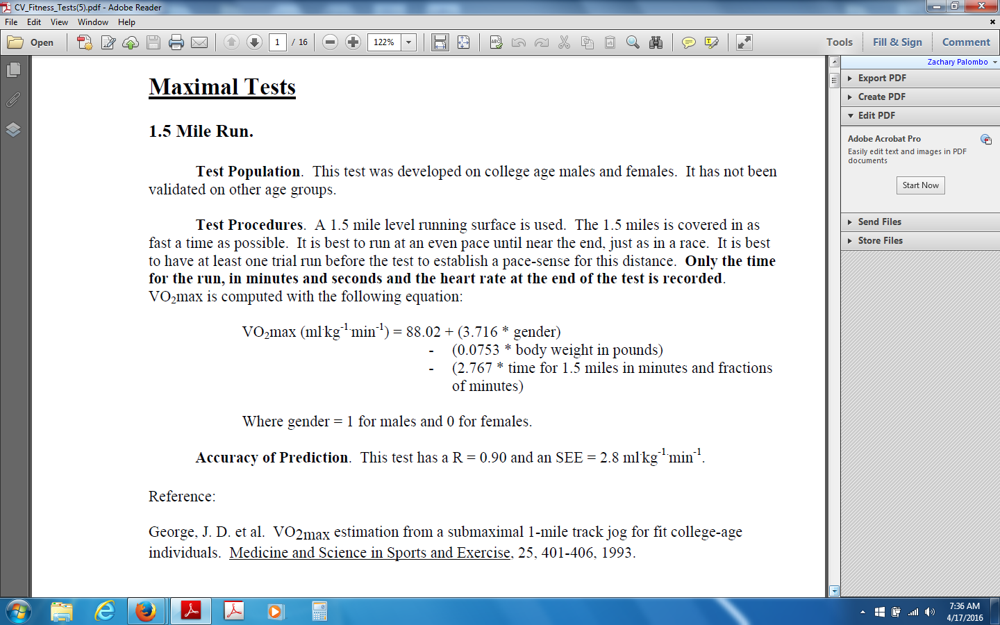 CV_Fitness_Tests(5).pdf - Adobe Reader
File Edit View Window Help
Open 1 / 16 122% Tools Fill & Sign Comment
Zachary Palombo
Export PDF
Create PDF
Edit PDF
Adobe Acrobat Pro
Easily edit text and images in PDF
documents
Start Now
Send Files
Store Files
Maximal Tests
1.5 Mile Run.
Test Population. This test was developed on college age males and females. It has not been
validated on other age groups.
Test Procedures. A 1.5 mile level running surface is used. The 1.5 miles is covered in as
fast a time as possible. It is best to run at an even pace until near the end, just as in a race. It is best
to have at least one trial run before the test to establish a pace-sense for this distance. Only the time
for the run, in minutes and seconds and the heart rate at the end of the test is recorded.
VO₂max is computed with the following equation:
VO₂max (ml·kg⁻¹·min⁻¹) = 88.02 + (3.716 * gender)
- (0.0753 * body weight in pounds)
- (2.767 * time for 1.5 miles in minutes and fractions
of minutes)
Where gender = 1 for males and 0 for females.
Accuracy of Prediction. This test has a R = 0.90 and an SEE = 2.8 ml·kg⁻¹·min⁻¹.
Reference:
George, J. D. et al. VO2max estimation from a submaximal 1-mile track jog for fit college-age
individuals. Medicine and Science in Sports and Exercise, 25, 401-406, 1993.
7:36 AM
4/17/2016